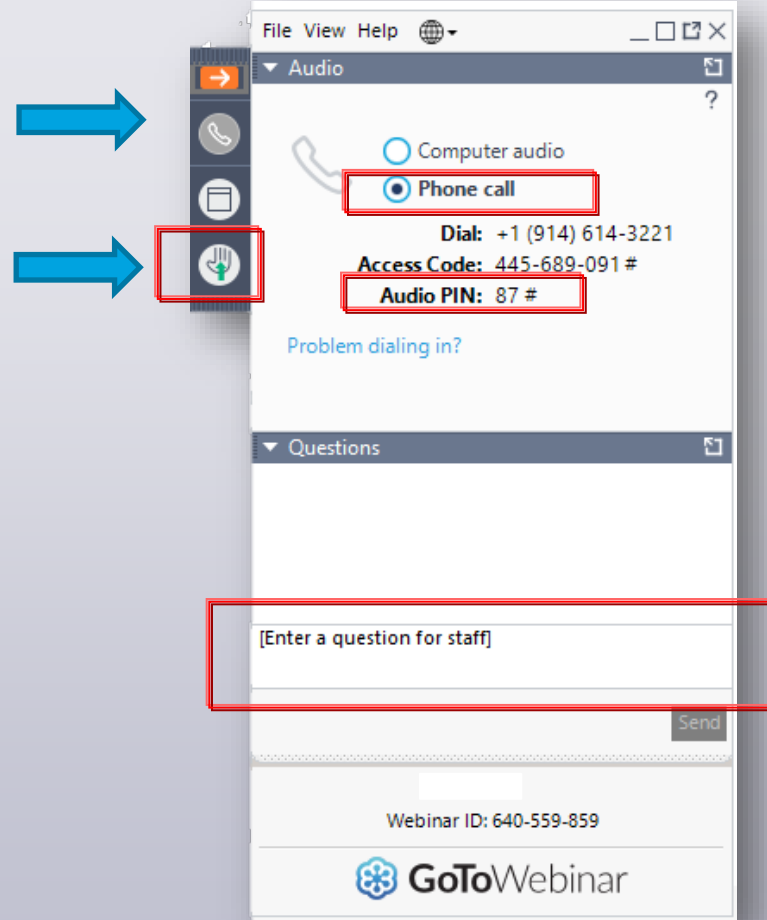 File View Help
Audio
?
Computer audio
Phone call
Dial: +1 (914) 614-3221
Access Code: 445-689-091 #
Audio PIN: 87 #
Problem dialing in?
Questions
[Enter a question for staff]
Send
Webinar ID: 640-559-859
GoToWebinar